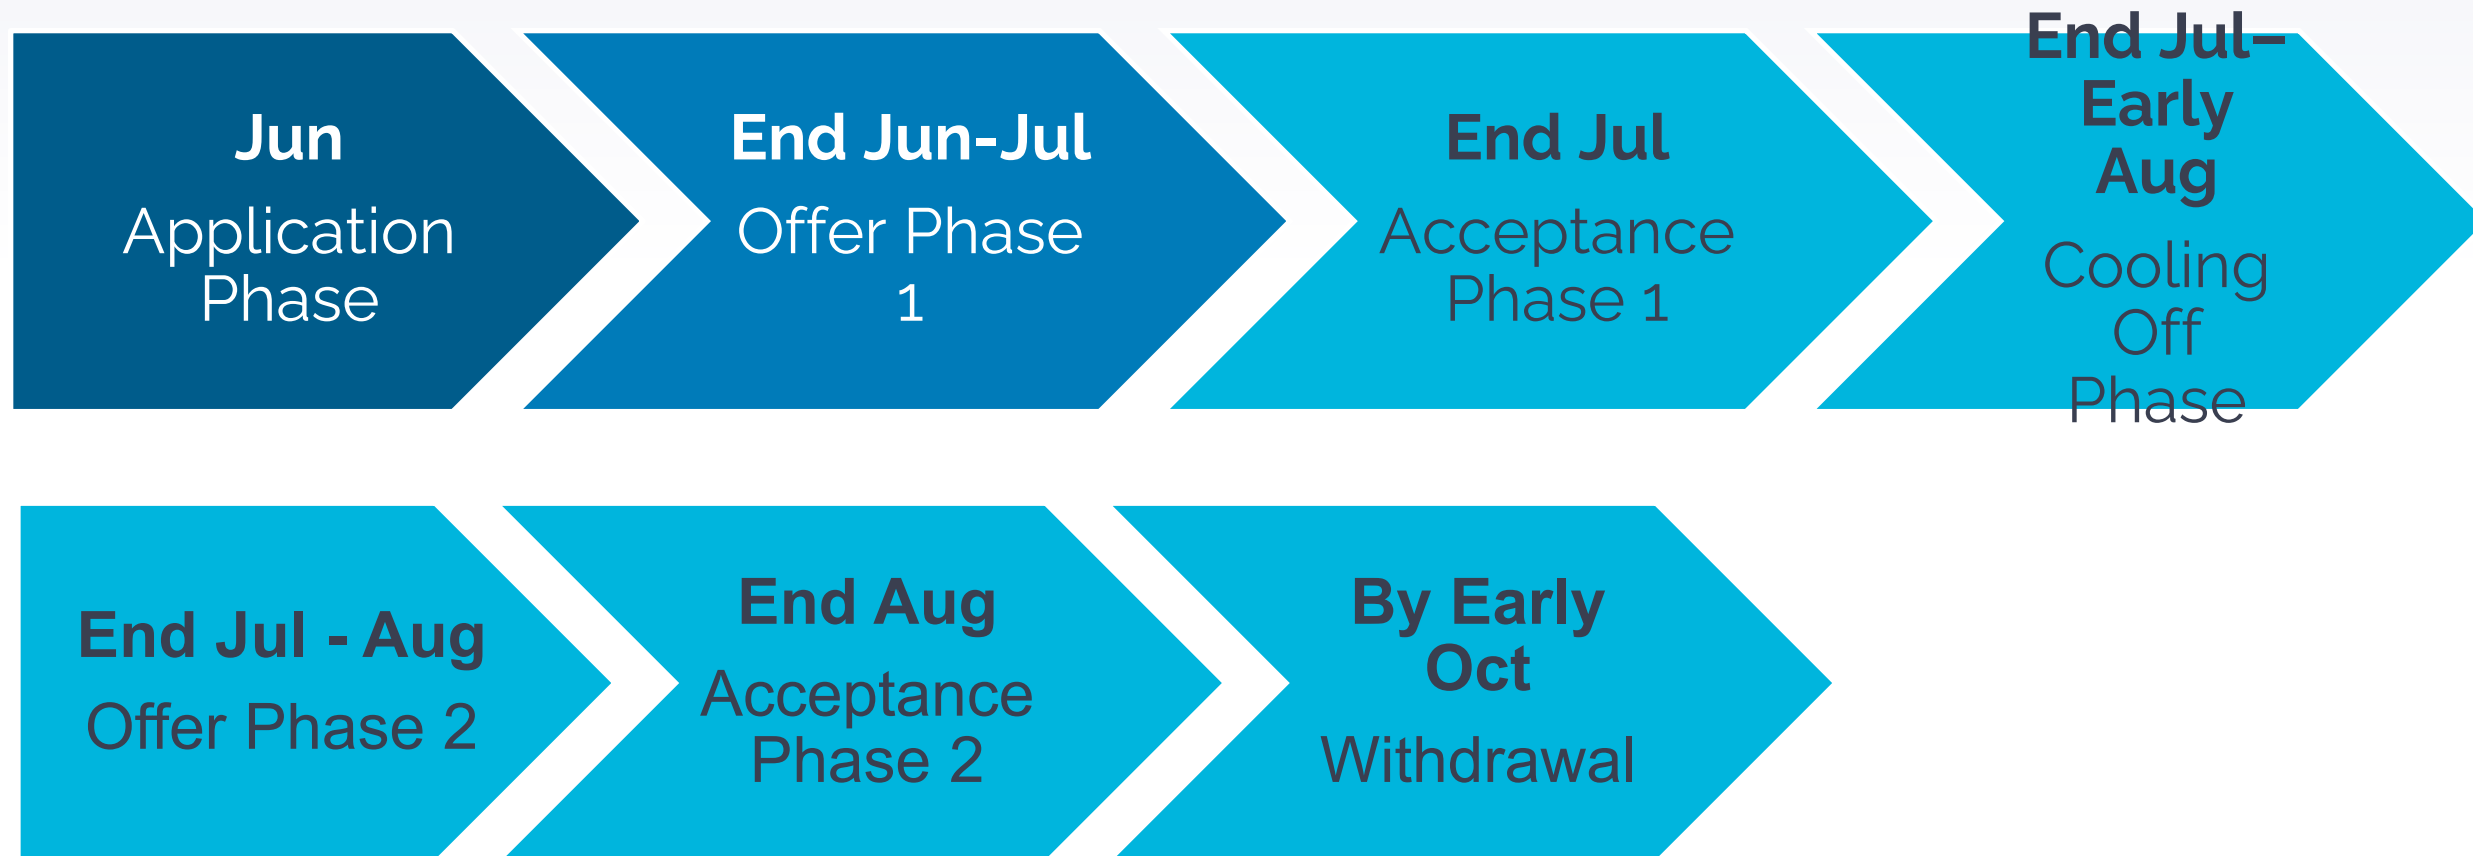 Jun
Application
Phase
End Jun-Jul
Offer Phase
1
End Jul
Acceptance
Phase 1
End Jul–
Early
Aug
Cooling
Off
Phase
End Jul - Aug
Offer Phase 2
End Aug
Acceptance
Phase 2
By Early
Oct
Withdrawal